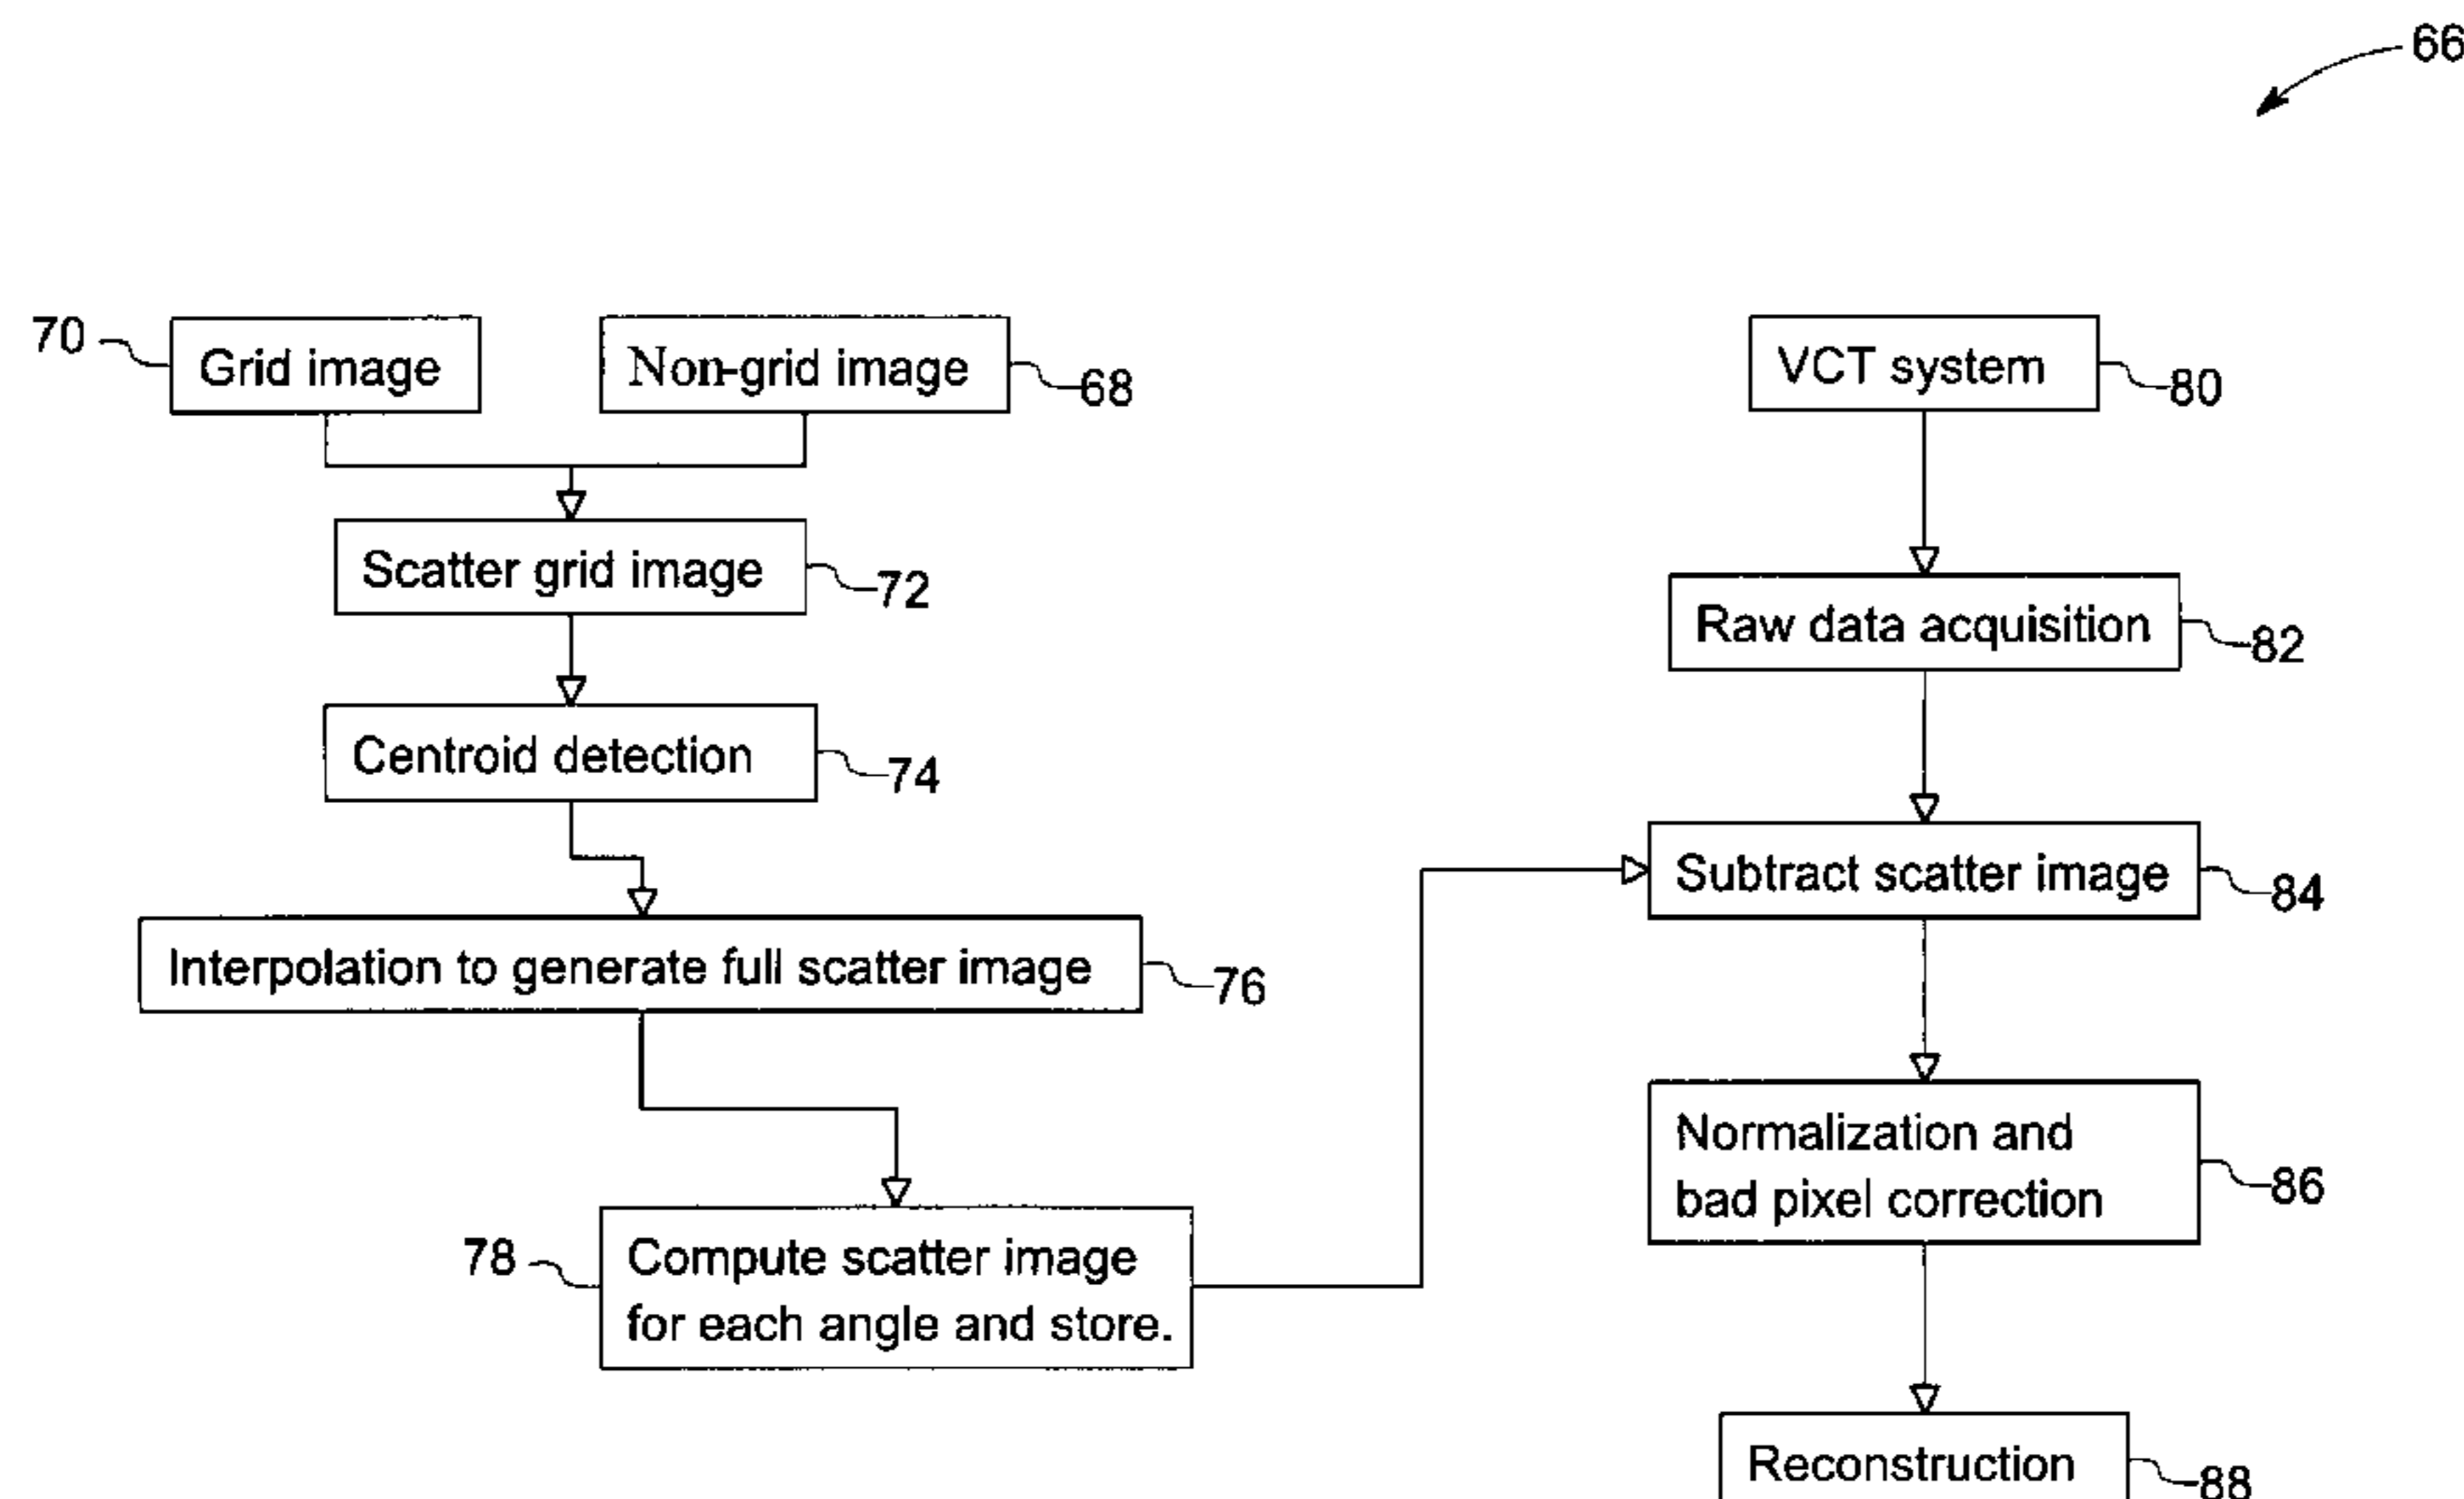 66
70
Grid image
Non-grid image
68
Scatter grid image
72
Centroid detection
74
Interpolation to generate full scatter image
76
78
Compute scatter image
for each angle and store.
VCT system
80
Raw data acquisition
82
Subtract scatter image
84
Normalization and
bad pixel correction
86
Reconstruction
88